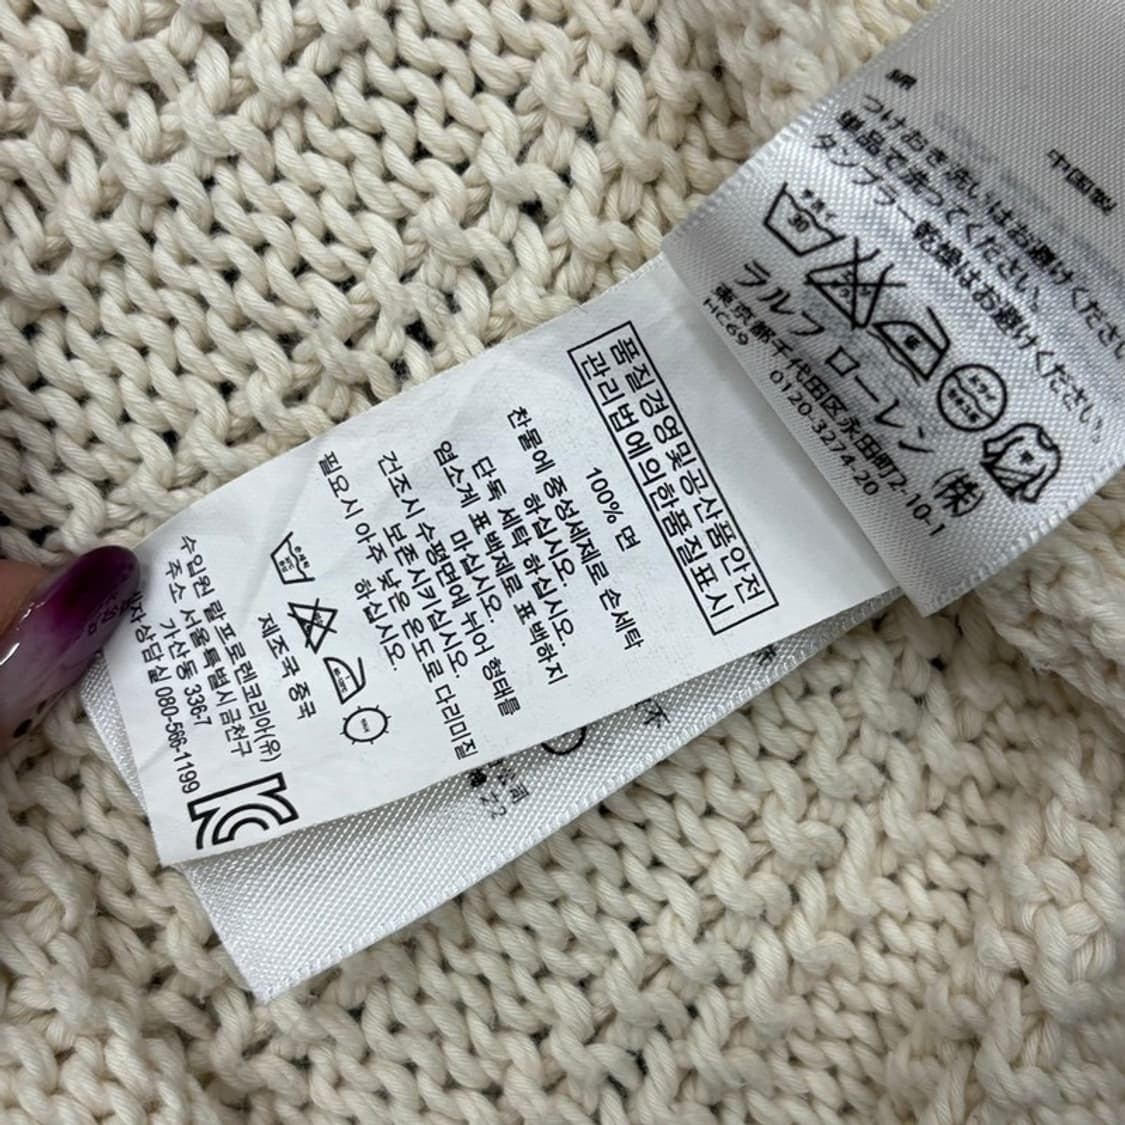 품질경영및공산품안전
관리법에의한품질표시
100% 면
찬물에 중성세제로 손세탁
하십시오.
단독 세탁 하십시오.
염소계 표백제로 표백하지
마십시오.
건조시 수평면에 뉘어 형태를
보존시키십시오.
필요시 아주 낮은 온도로 다리미질
하십시오.
제조국 중국
수입원 랄프로렌코리아(유)
주소 서울특별시 금천구
가산동 336-7
상담실 080-566-1199
中国製
つけおき洗いはお避けください
単品で洗ってください。
タンブラー乾燥はお避けください。
30
ラルフ ローレン (株)
東京都千代田区永田町2-10-1
0120-3274-20
HC69